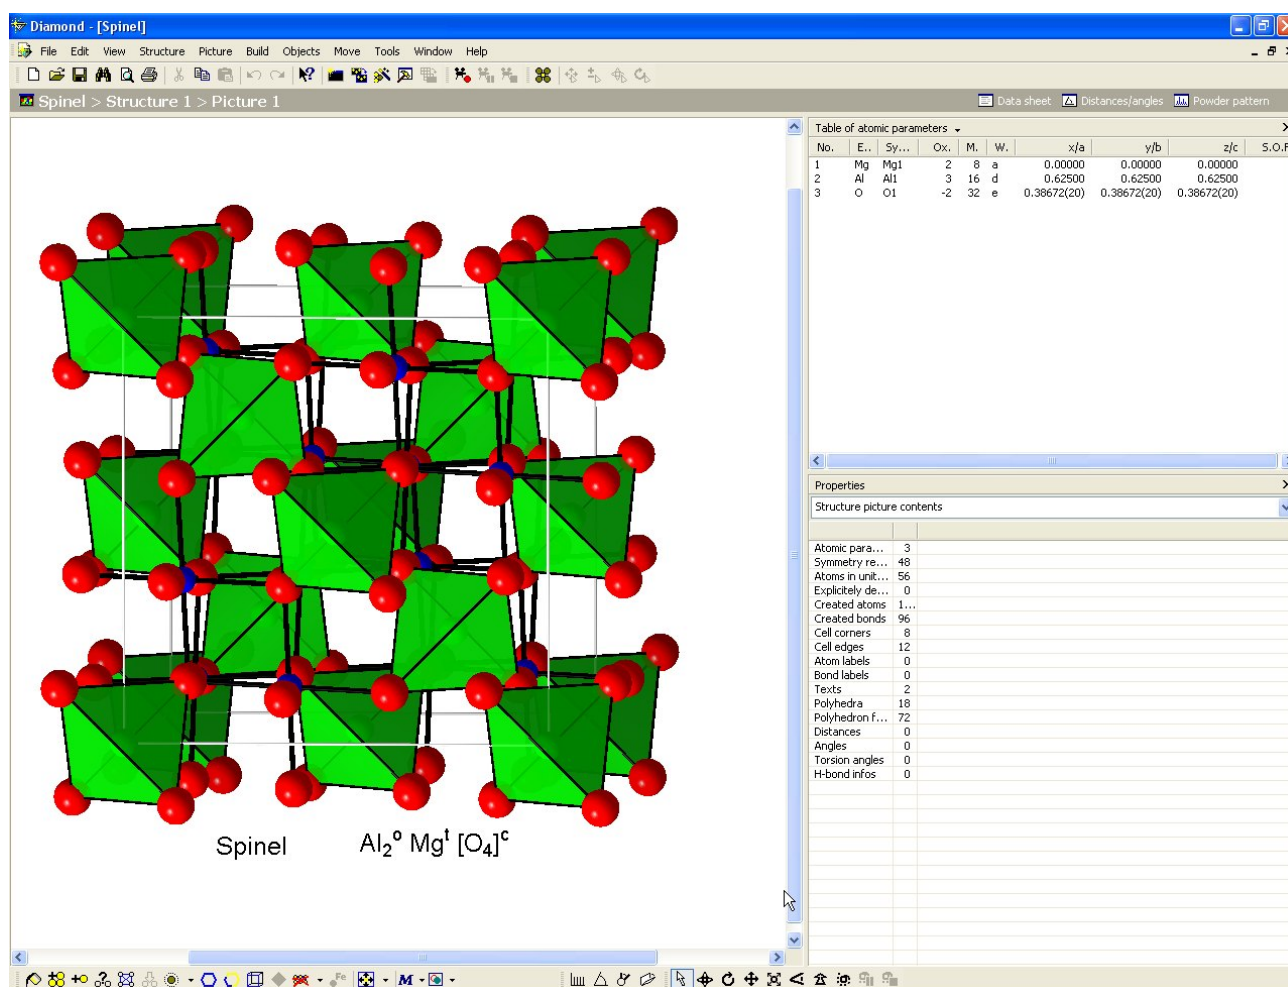 Diamond - [Spinel]
File Edit View Structure Picture Build Objects Move Tools Window Help
Spinel > Structure 1 > Picture 1 Data sheet Distances/angles Powder pattern
Table of atomic parameters
No. E.. Sy... Ox. M. W. x/a y/b z/c S.O.F
1 Mg Mg1 2 8 a 0.00000 0.00000 0.00000
2 Al Al1 3 16 d 0.62500 0.62500 0.62500
3 O O1 -2 32 e 0.38672(20) 0.38672(20) 0.38672(20)
Properties
Structure picture contents
Atomic para... 3
Symmetry re... 48
Atoms in unit... 56
Explicitely de... 0
Created atoms 1...
Created bonds 96
Cell corners 8
Cell edges 12
Atom labels 0
Bond labels 0
Texts 2
Polyhedra 18
Polyhedron f... 72
Distances 0
Angles 0
Torsion angles 0
H-bond infos 0
Spinel Al₂ᵒ Mgᵗ [O₄]ᶜ
Fe M